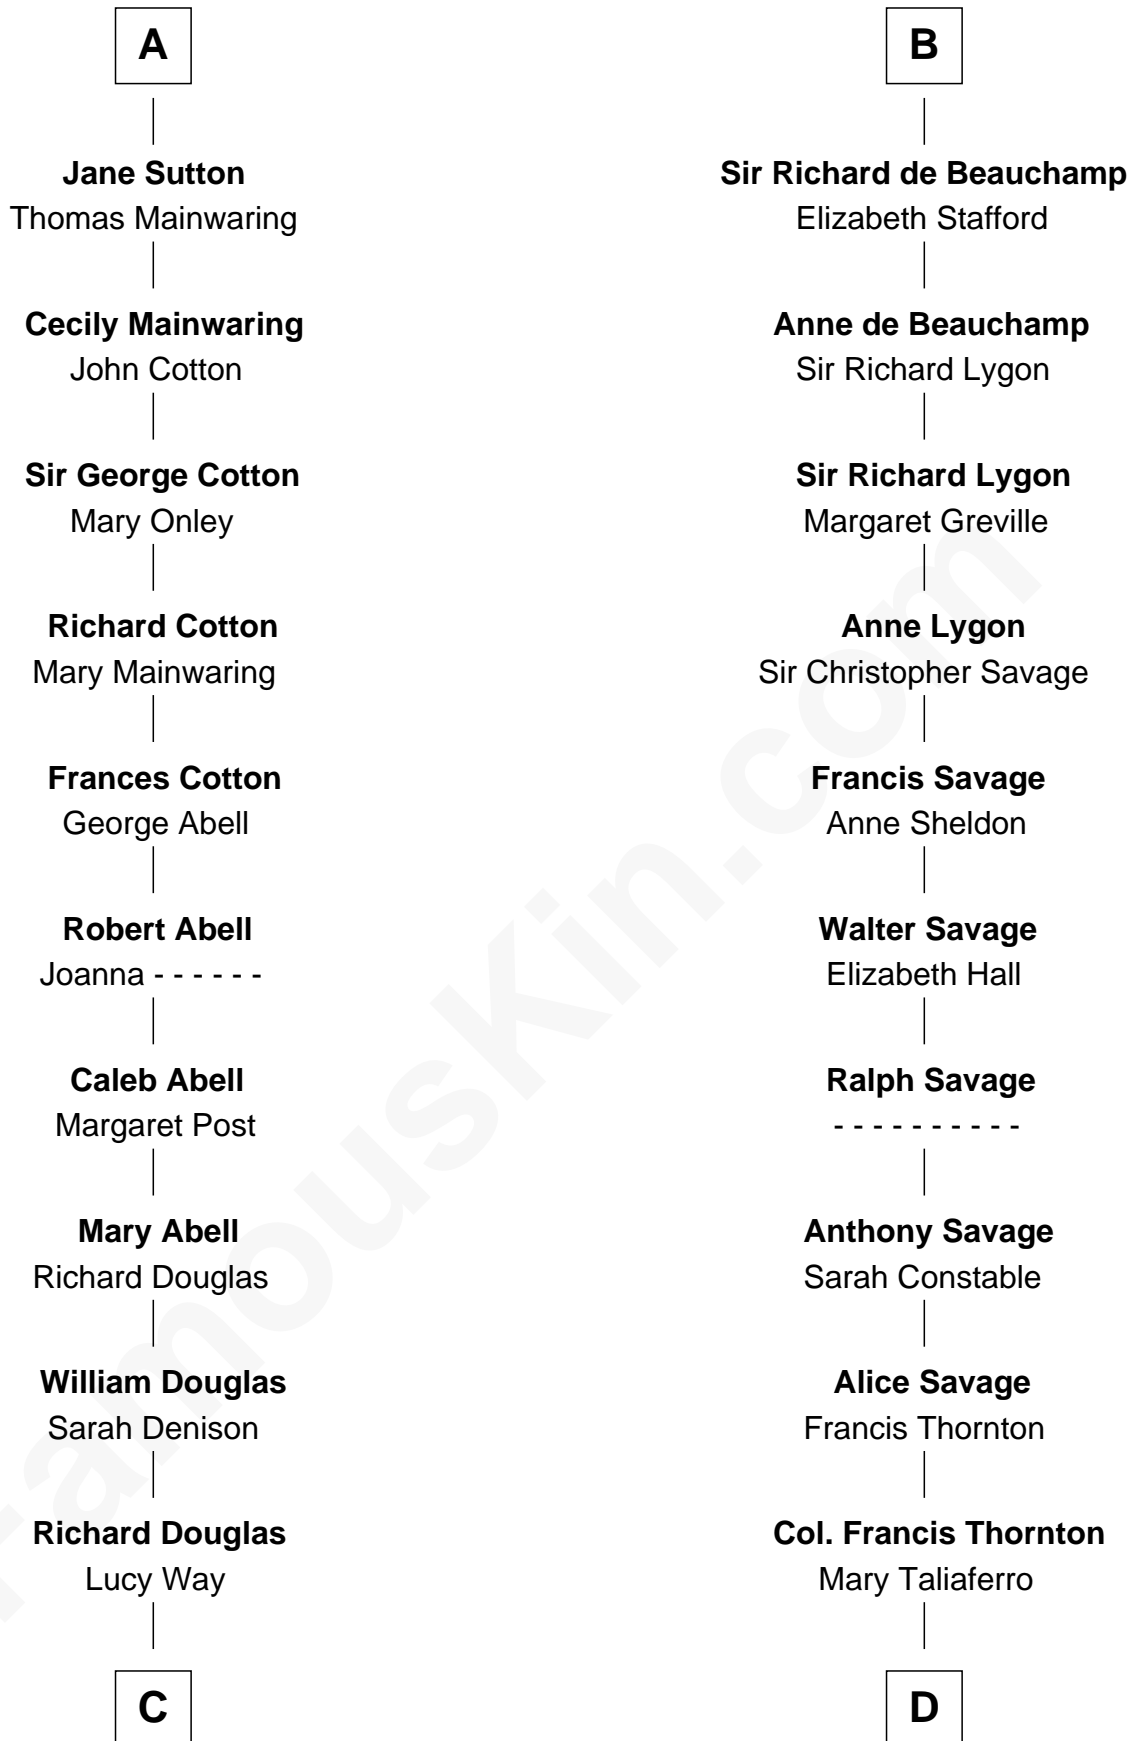 A
Jane Sutton
Thomas Mainwaring
Cecily Mainwaring
John Cotton
Sir George Cotton
Mary Onley
Richard Cotton
Mary Mainwaring
Frances Cotton
George Abell
Robert Abell
Joanna - - - - - -
Caleb Abell
Margaret Post
Mary Abell
Richard Douglas
William Douglas
Sarah Denison
Richard Douglas
Lucy Way
C
B
Sir Richard de Beauchamp
Elizabeth Stafford
Anne de Beauchamp
Sir Richard Lygon
Sir Richard Lygon
Margaret Greville
Anne Lygon
Sir Christopher Savage
Francis Savage
Anne Sheldon
Walter Savage
Elizabeth Hall
Ralph Savage
- - - - - - - - - -
Anthony Savage
Sarah Constable
Alice Savage
Francis Thornton
Col. Francis Thornton
Mary Taliaferro
D
FamousKin.com